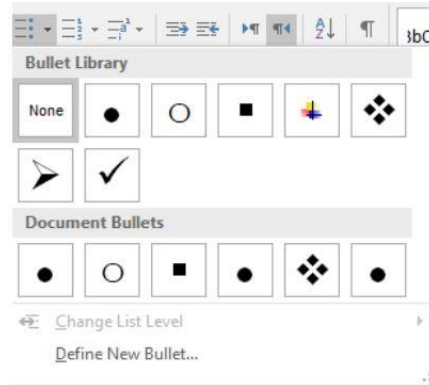 Bullet Library
None
Document Bullets
Change List Level
Define New Bullet...